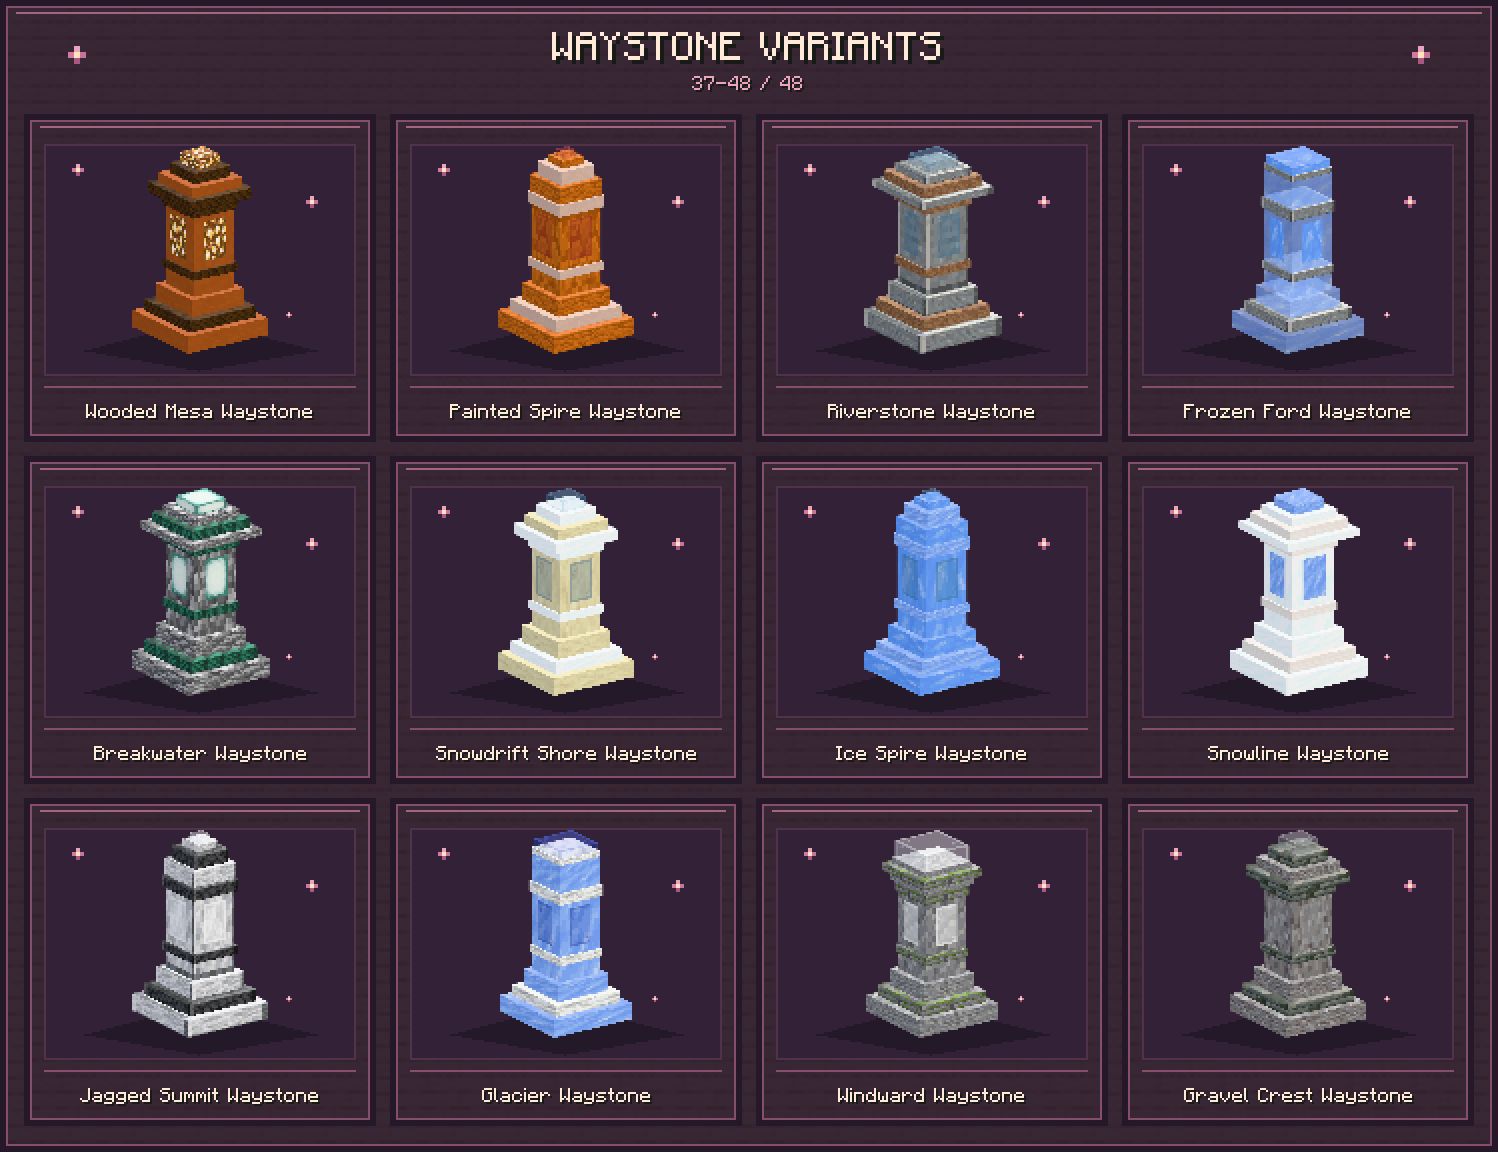 WAYSTONE VARIANTS
37-48 / 48
Wooded Mesa Waystone
Painted Spire Waystone
Riverstone Waystone
Frozen Ford Waystone
Breakwater Waystone
Snowdrift Shore Waystone
Ice Spire Waystone
Snowline Waystone
Jagged Summit Waystone
Glacier Waystone
Windward Waystone
Gravel Crest Waystone